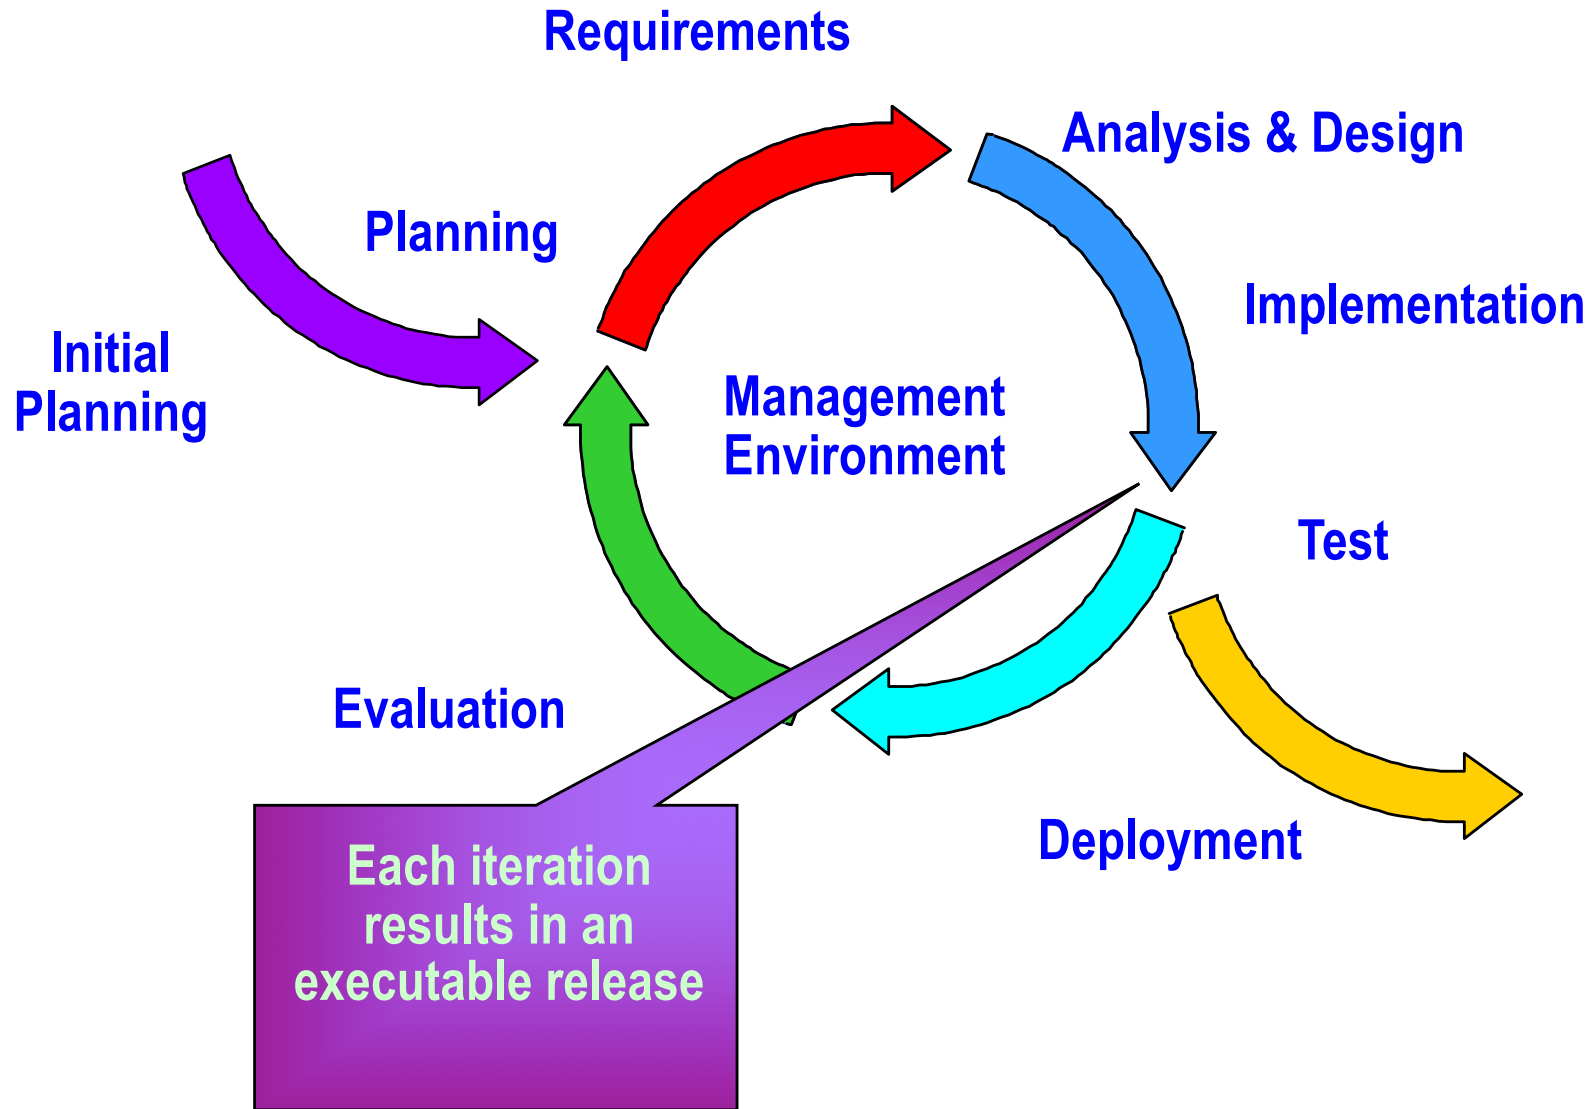 Requirements
Analysis & Design
Planning
Implementation
Initial
Planning
Management
Environment
Test
Evaluation
Deployment
Each iteration
results in an
executable release